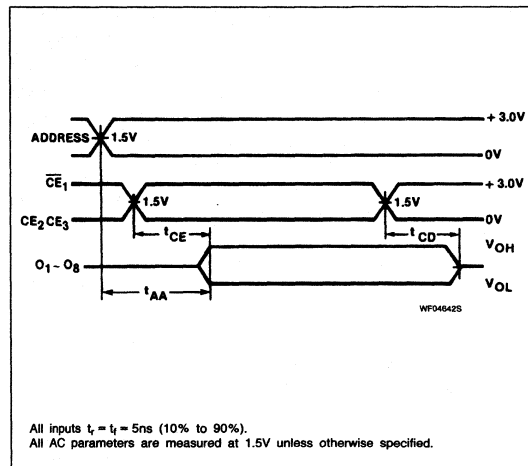 + 3.0V
ADDRESS 1.5V
0V
CE1 + 3.0V
1.5V 1.5V
CE2 CE3 0V
tCE tCD
VOH
O1~O8
VOL
tAA
WF04642S
All inputs tr = tf = 5ns (10% to 90%).
All AC parameters are measured at 1.5V unless otherwise specified.